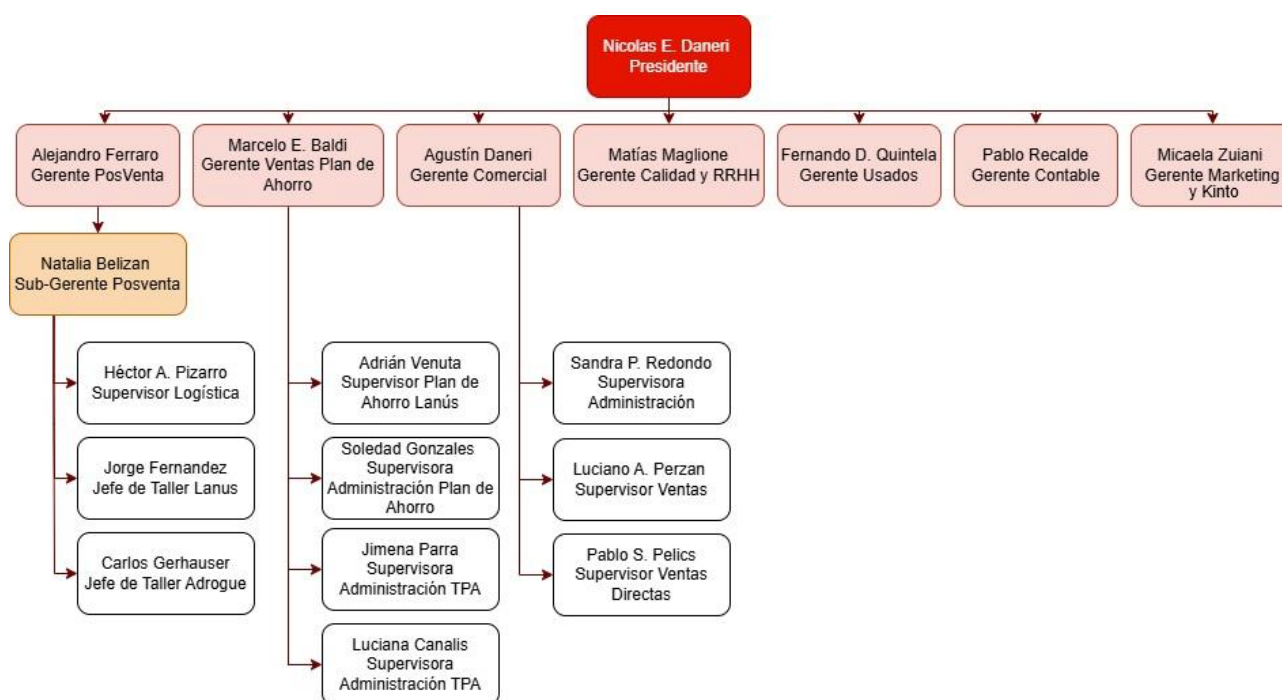 Nicolas E. Daneri
Presidente
Alejandro Ferraro
Gerente PosVenta
Marcelo E. Baldi
Gerente Ventas Plan de
Ahorro
Agustín Daneri
Gerente Comercial
Matías Maglione
Gerente Calidad y RRHH
Fernando D. Quintela
Gerente Usados
Pablo Recalde
Gerente Contable
Micaela Zuiani
Gerente Marketing
y Kinto
Natalia Belizan
Sub-Gerente Posventa
Héctor A. Pizarro
Supervisor Logística
Jorge Fernandez
Jefe de Taller Lanus
Carlos Gerhauser
Jefe de Taller Adrogue
Adrián Venuta
Supervisor Plan de
Ahorro Lanús
Soledad Gonzales
Supervisora
Administración Plan de
Ahorro
Jimena Parra
Supervisora
Administración TPA
Luciana Canalis
Supervisora
Administración TPA
Sandra P. Redondo
Supervisora
Administración
Luciano A. Perzan
Supervisor Ventas
Pablo S. Pelics
Supervisor Ventas
Directas